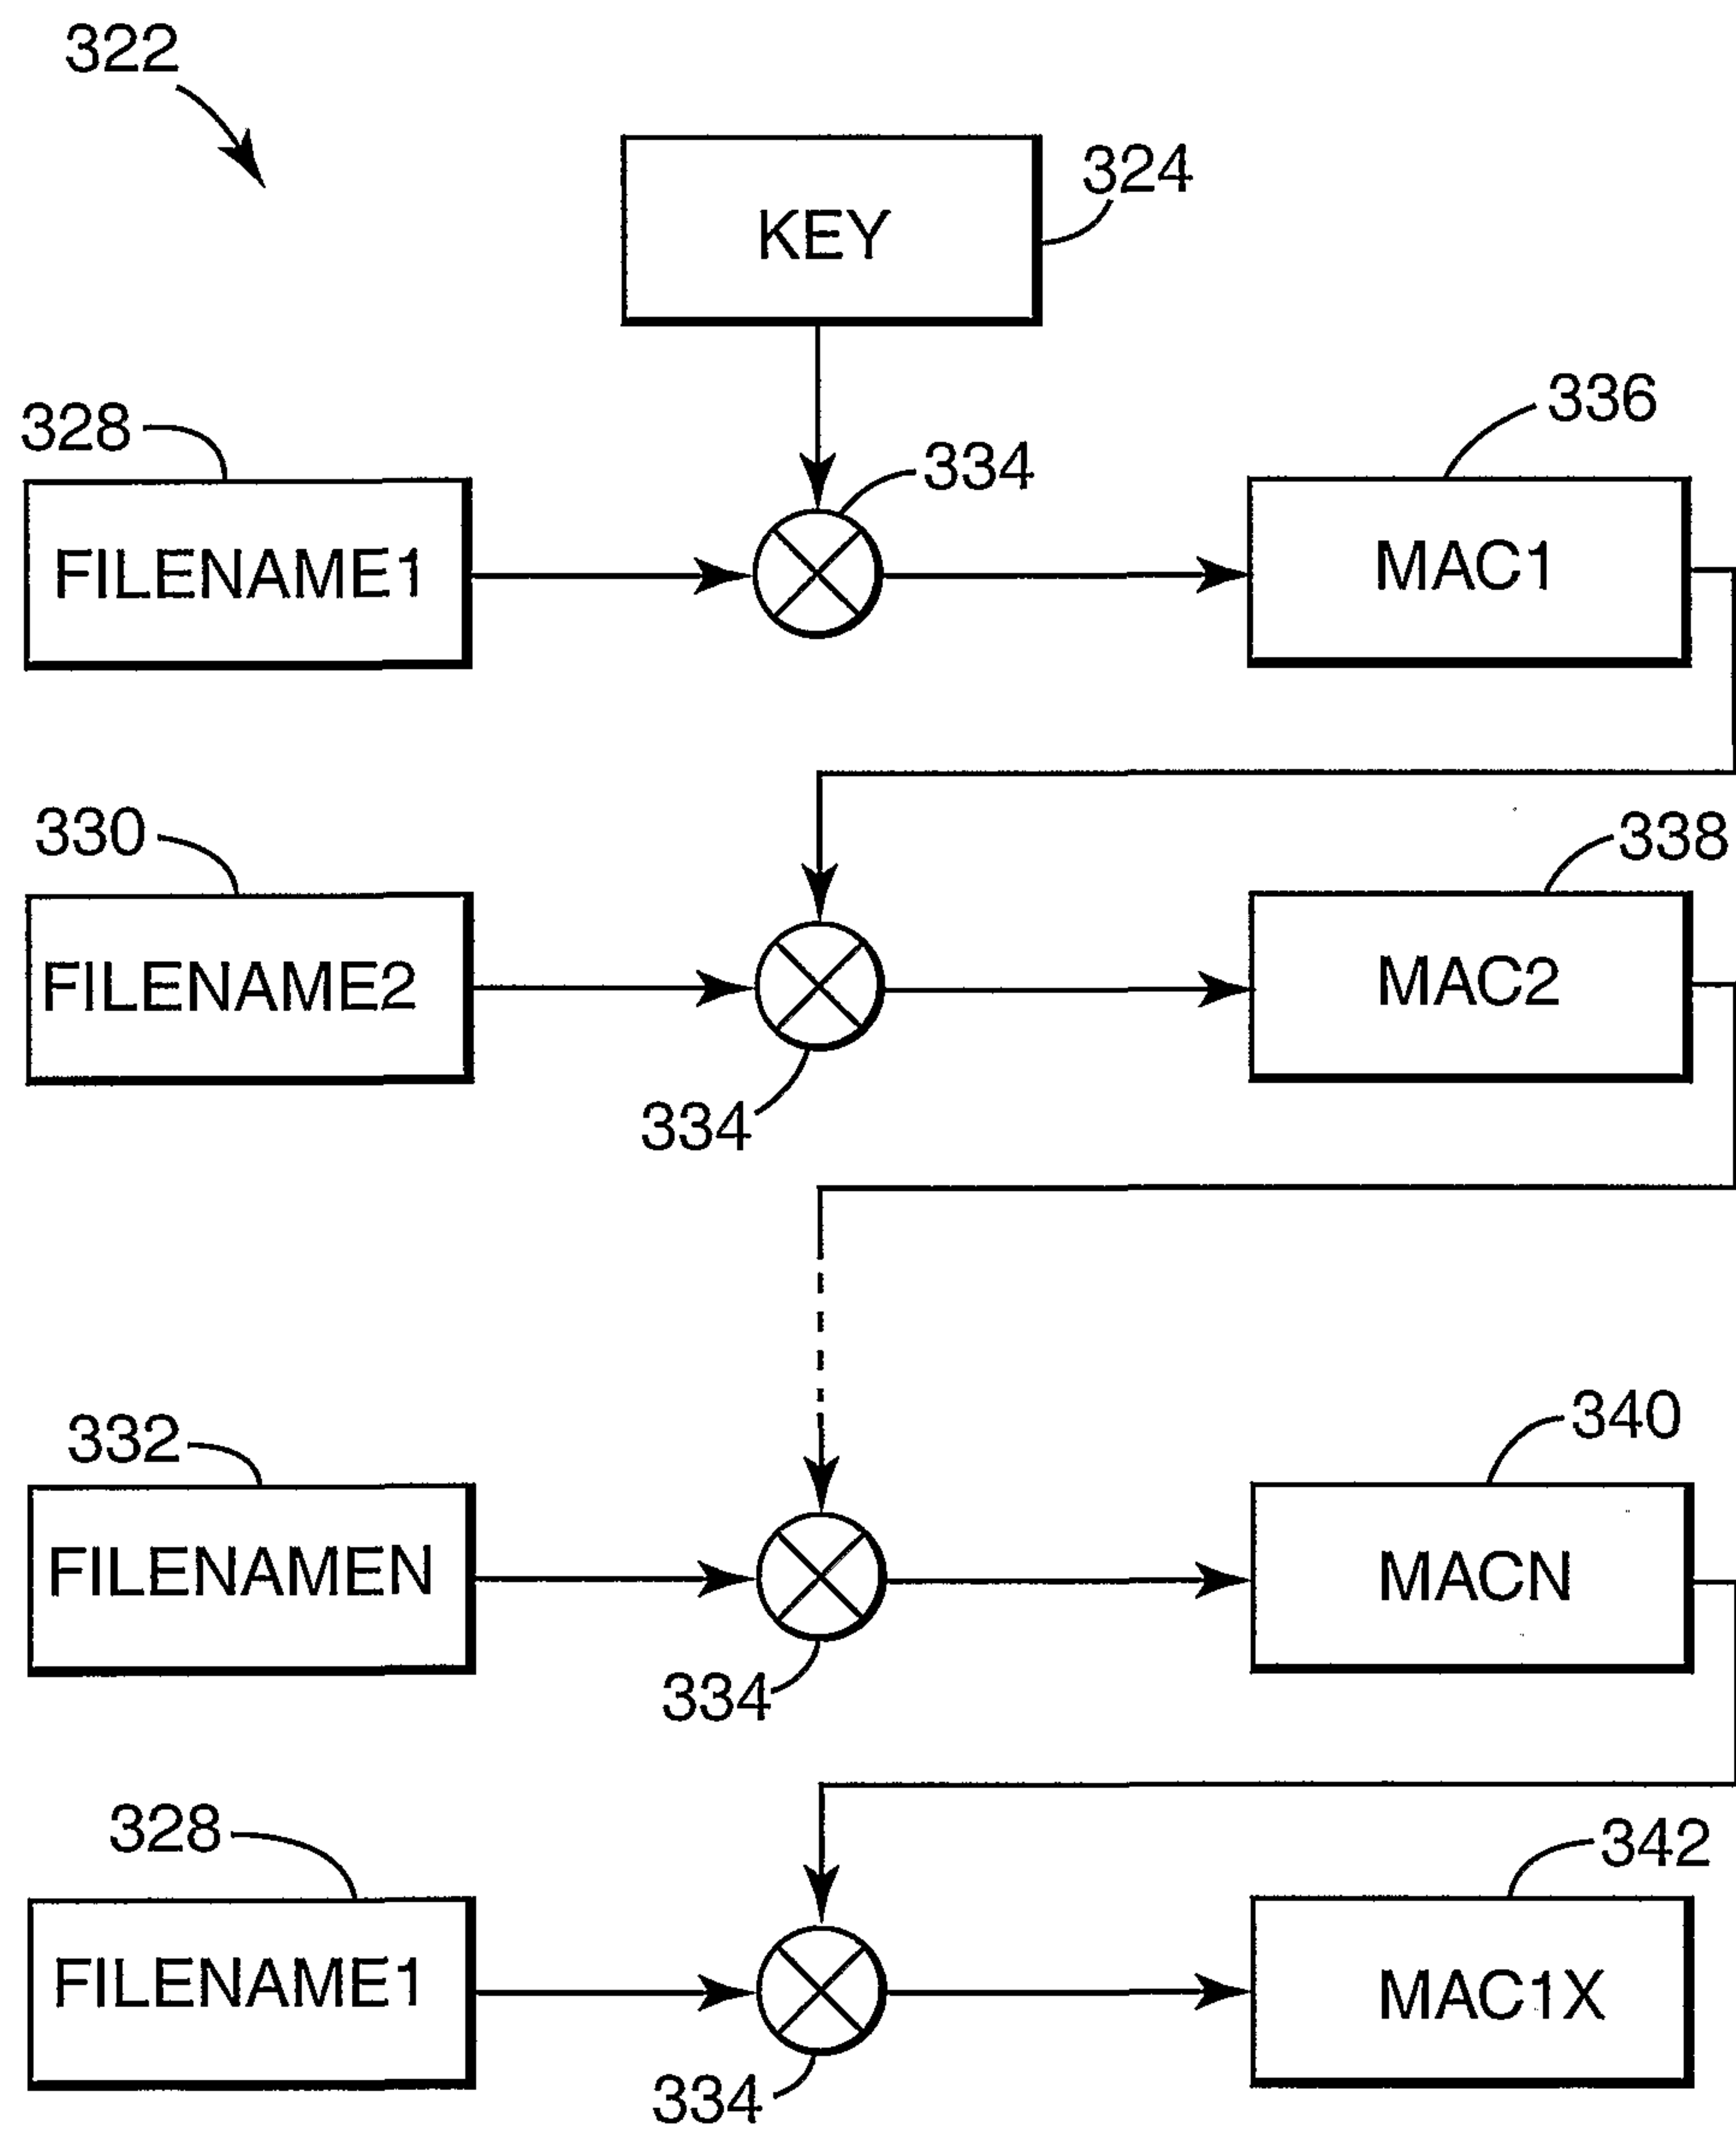 322
324
KEY
336
328
334
FILENAME1
MAC1
330
338
FILENAME2
MAC2
334
340
332
FILENAMEN
MACN
334
328
342
FILENAME1
MAC1X
334